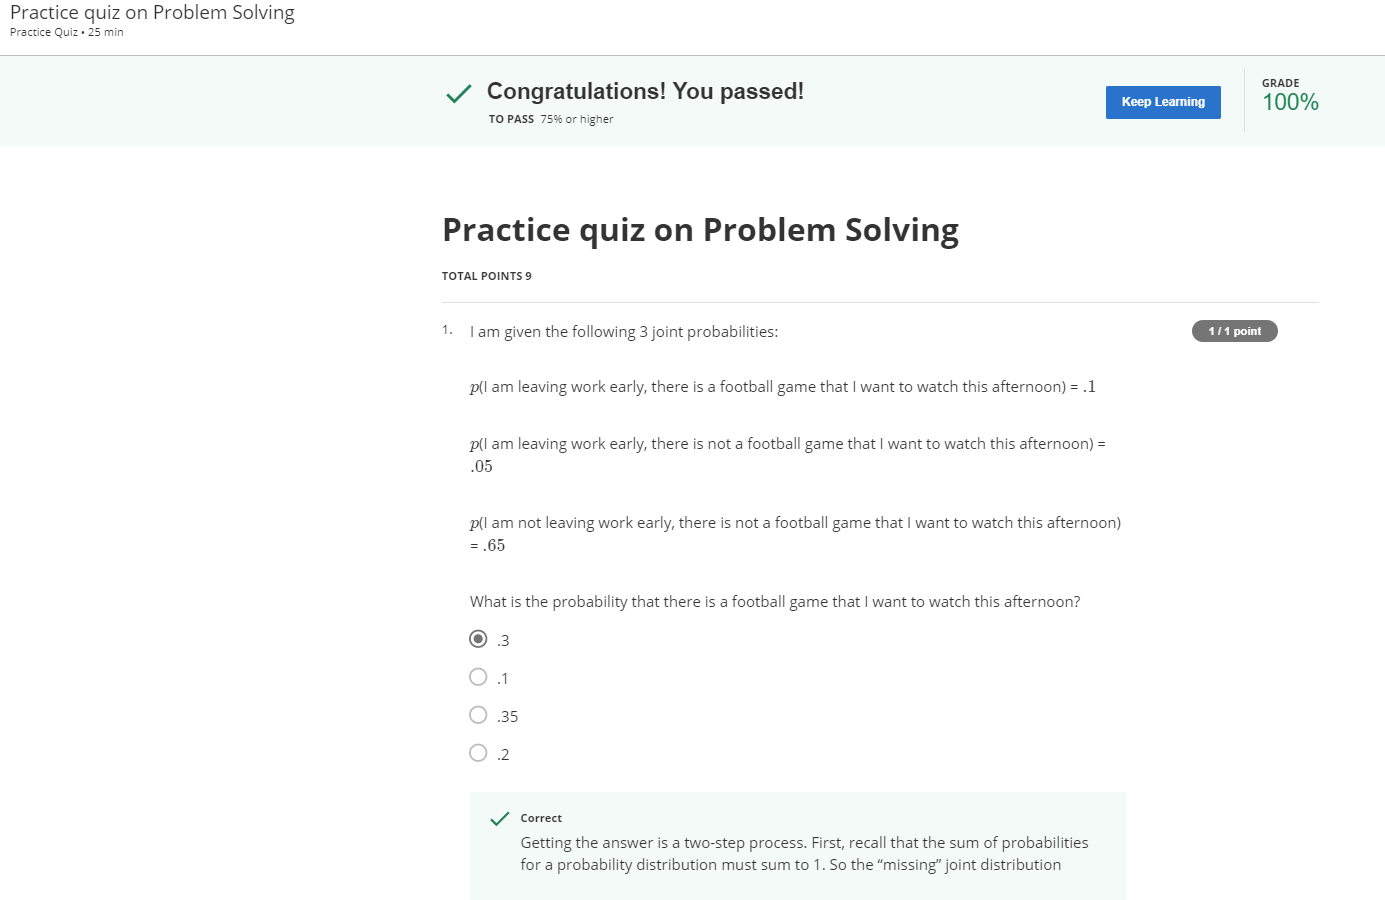 Practice quiz on Problem Solving
Practice Quiz • 25 min
Congratulations! You passed!
TO PASS 75% or higher
Keep Learning
GRADE
100%
Practice quiz on Problem Solving
TOTAL POINTS 9
1. I am given the following 3 joint probabilities:
1 / 1 point
p(I am leaving work early, there is a football game that I want to watch this afternoon) = .1
p(I am leaving work early, there is not a football game that I want to watch this afternoon) =
.05
p(I am not leaving work early, there is not a football game that I want to watch this afternoon)
= .65
What is the probability that there is a football game that I want to watch this afternoon?
.3
.1
.35
.2
Correct
Getting the answer is a two-step process. First, recall that the sum of probabilities
for a probability distribution must sum to 1. So the “missing” joint distribution